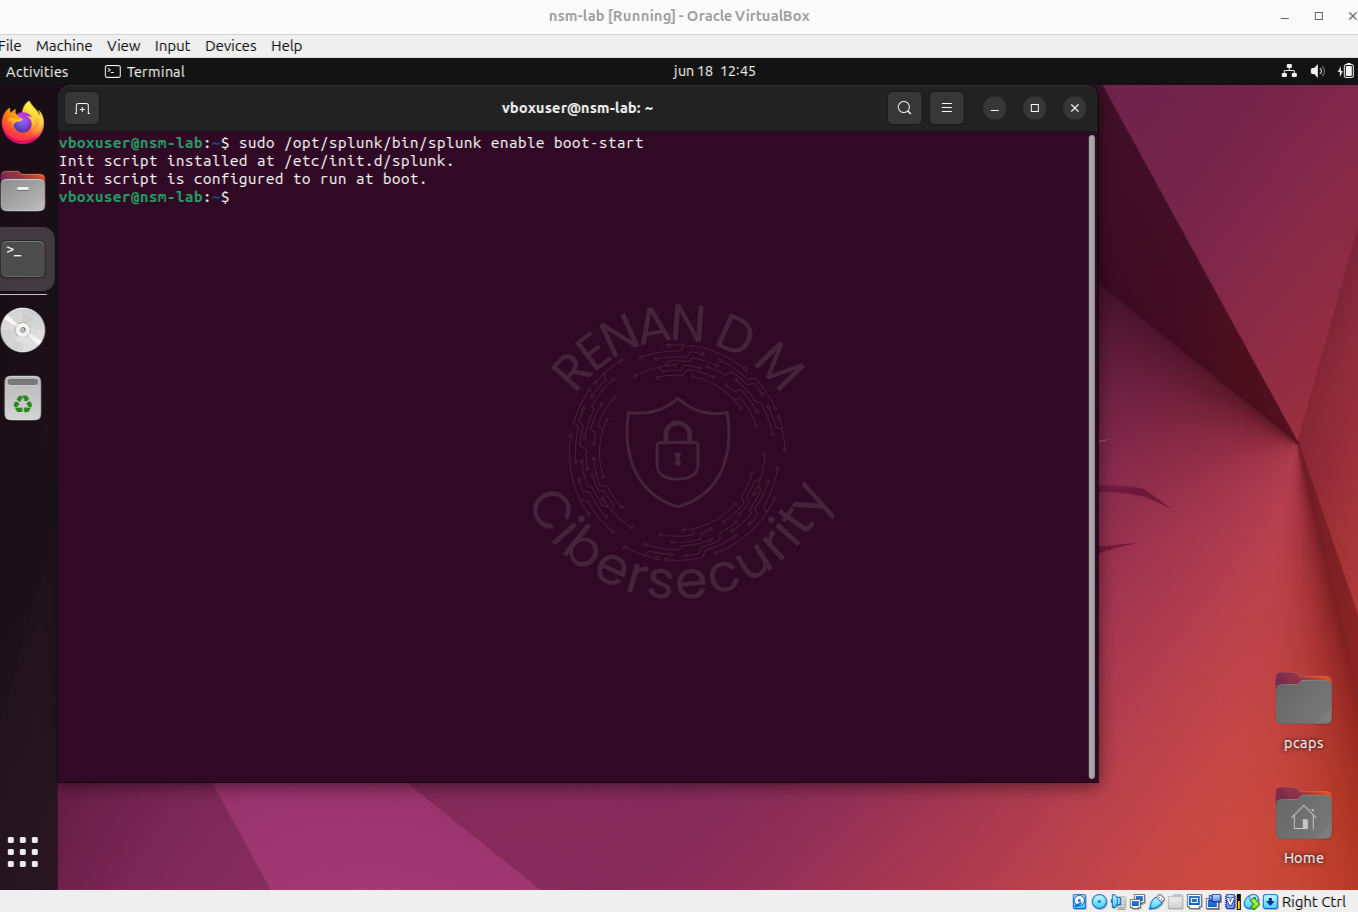 nsm-lab [Running] - Oracle VirtualBox
File Machine View Input Devices Help
Activities Terminal jun 18 12:45
vboxuser@nsm-lab: ~
vboxuser@nsm-lab:~$ sudo /opt/splunk/bin/splunk enable boot-start
Init script installed at /etc/init.d/splunk.
Init script is configured to run at boot.
vboxuser@nsm-lab:~$
RENAN D M
Cibersecurity
pcaps
Home
Right Ctrl